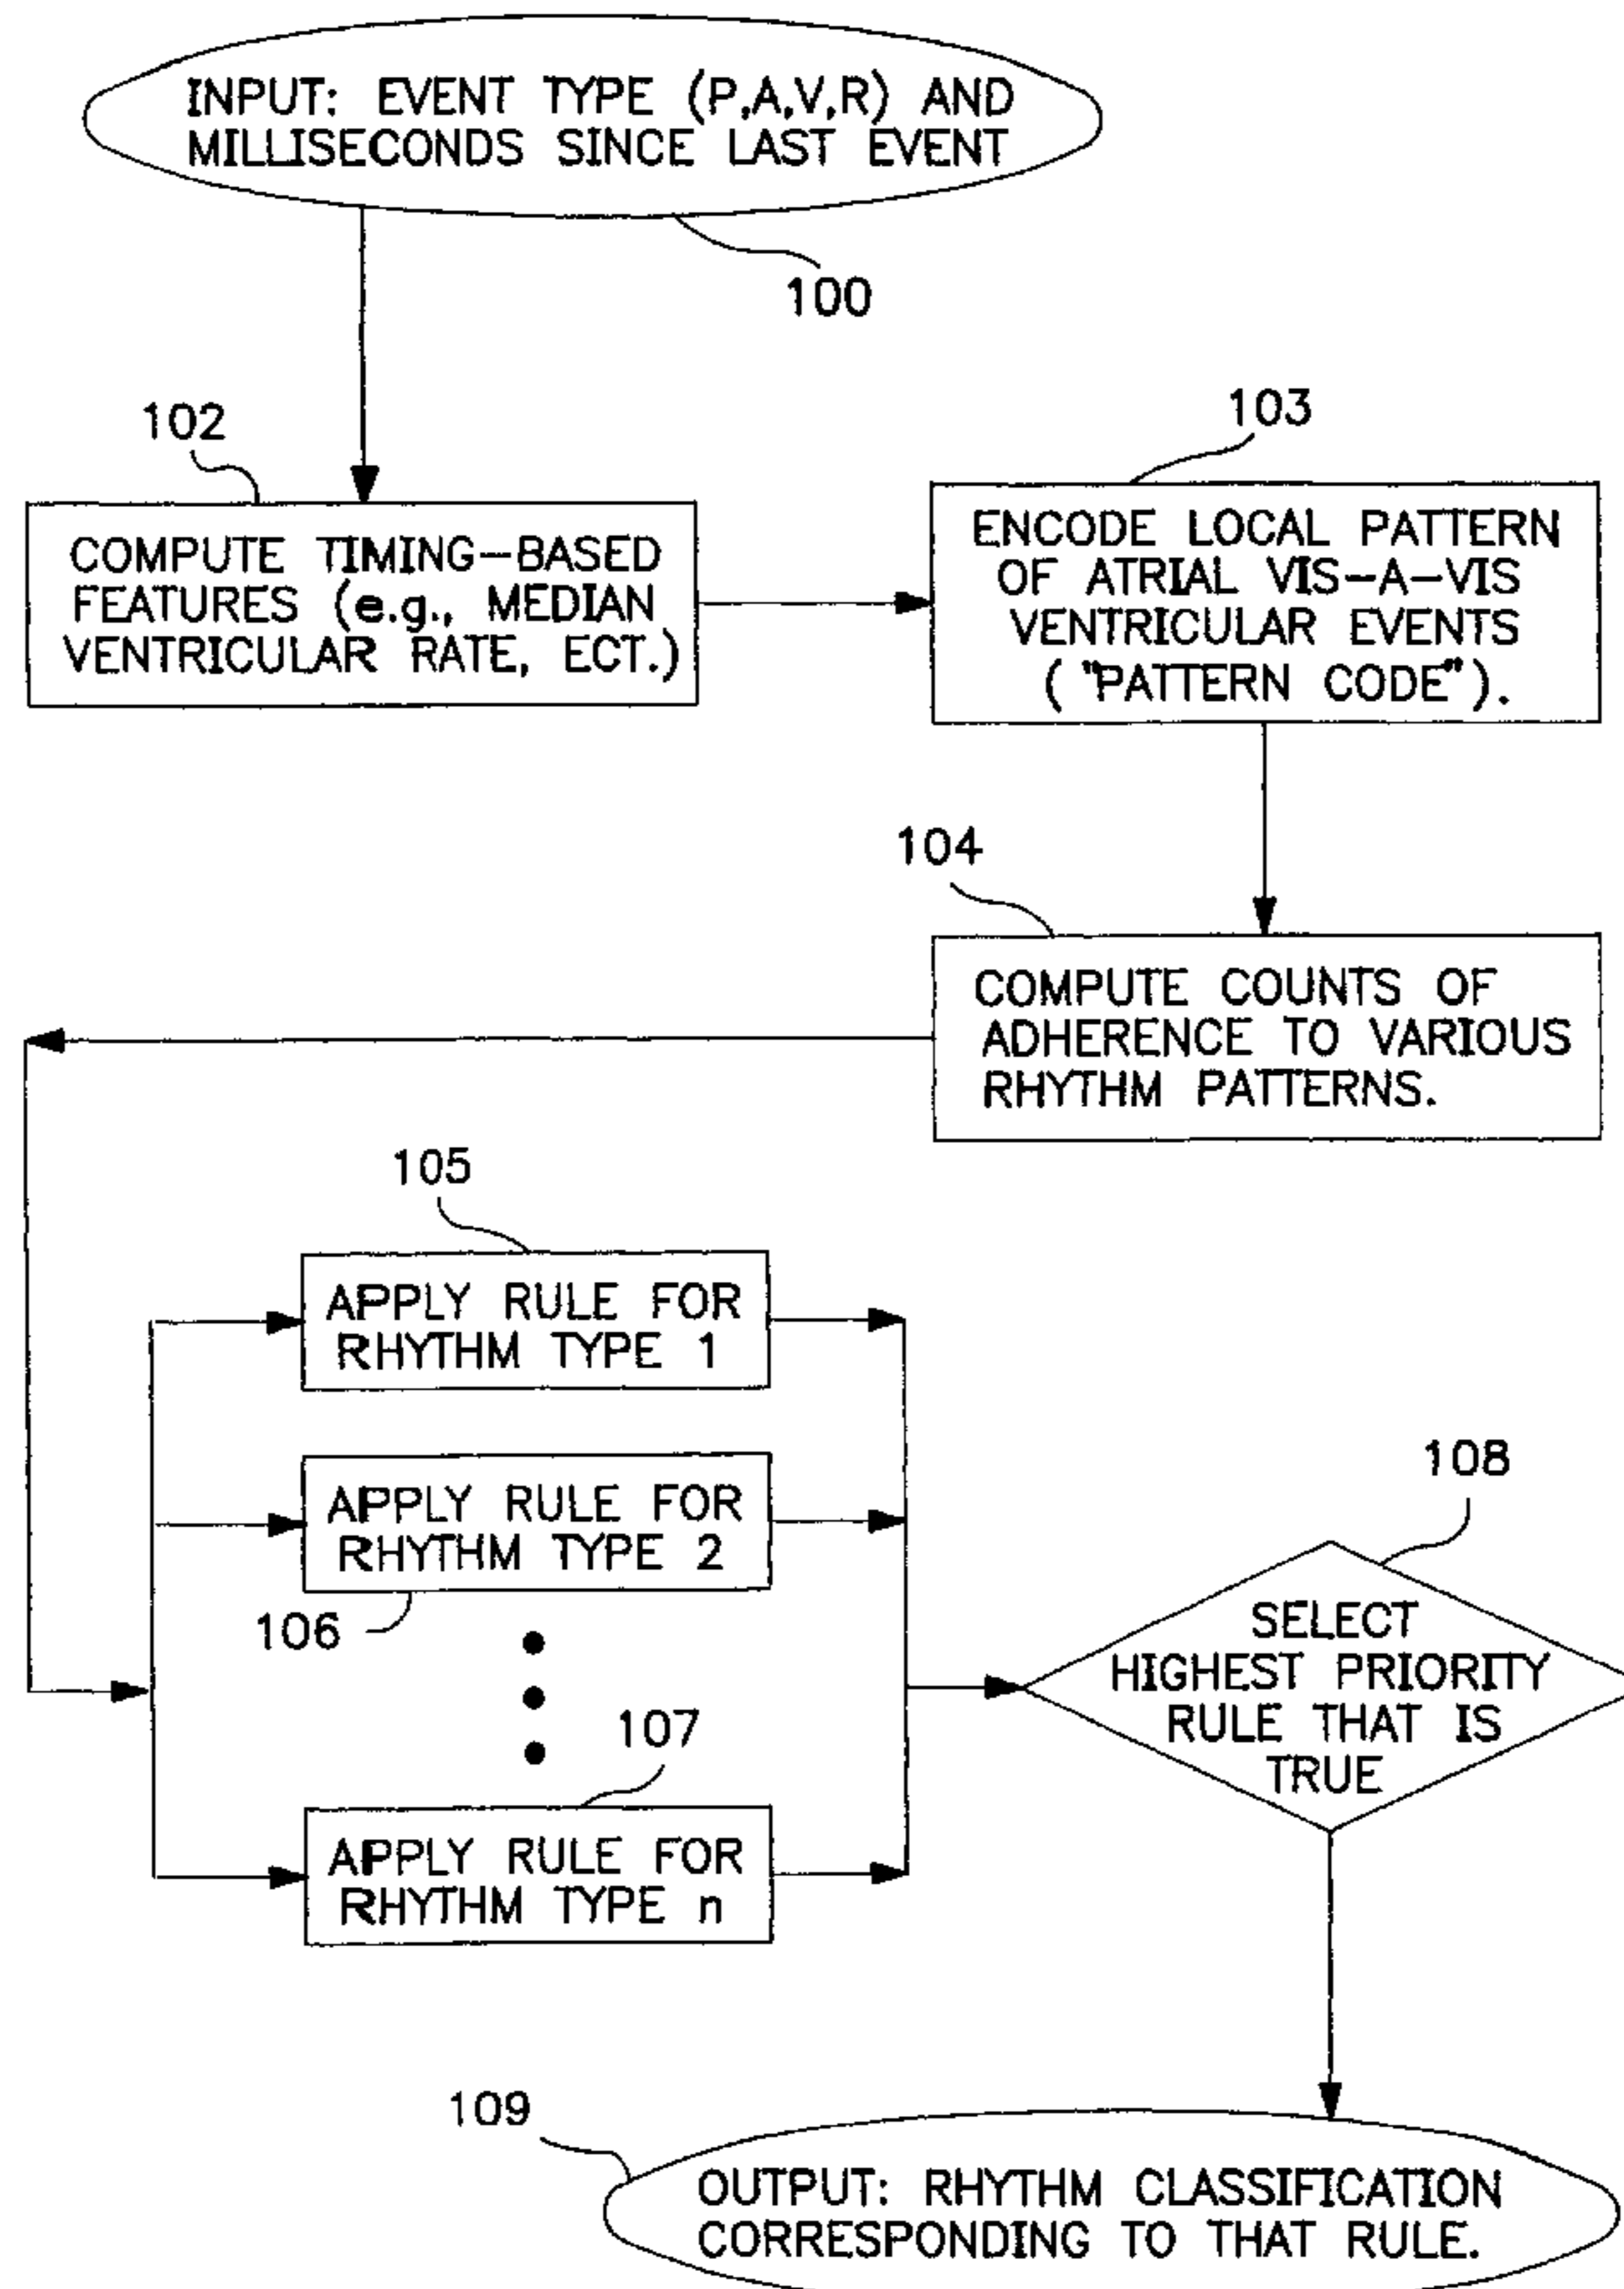 INPUT: EVENT TYPE (P,A,V,R) AND
MILLISECONDS SINCE LAST EVENT
100
102
COMPUTE TIMING-BASED
FEATURES (e.g., MEDIAN
VENTRICULAR RATE, ECT.)
103
ENCODE LOCAL PATTERN
OF ATRIAL VIS-A-VIS
VENTRICULAR EVENTS
( "PATTERN CODE").
104
COMPUTE COUNTS OF
ADHERENCE TO VARIOUS
RHYTHM PATTERNS.
105
APPLY RULE FOR
RHYTHM TYPE 1
APPLY RULE FOR
RHYTHM TYPE 2
106
107
APPLY RULE FOR
RHYTHM TYPE n
108
SELECT
HIGHEST PRIORITY
RULE THAT IS
TRUE
109
OUTPUT: RHYTHM CLASSIFICATION
CORRESPONDING TO THAT RULE.